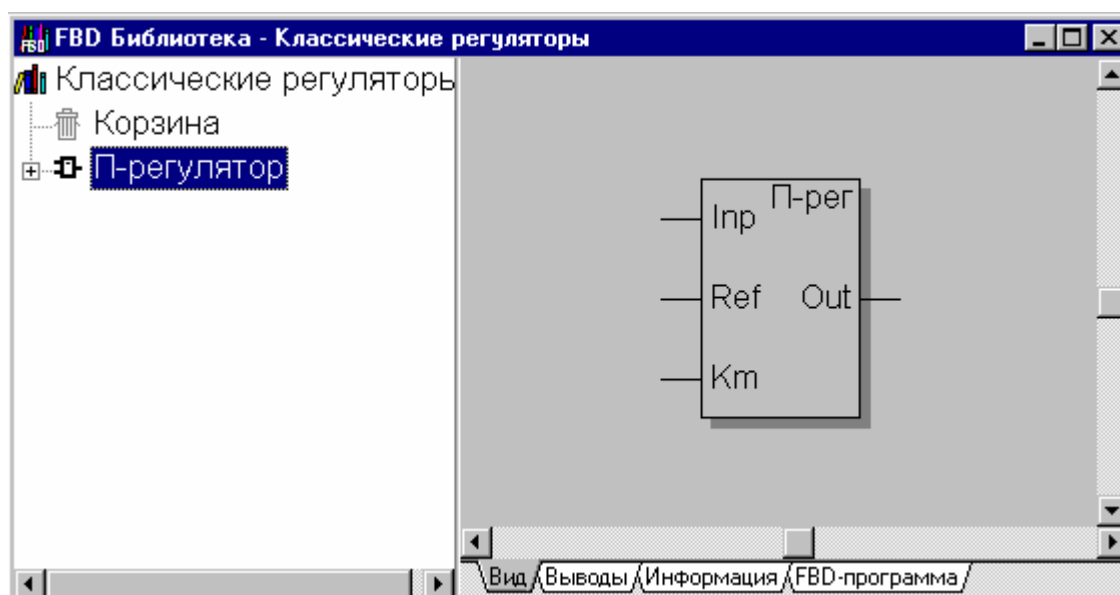 FBD Библиотека - Классические регуляторы
Классические регуляторы
Корзина
П-регулятор
П-рег
Inp
Ref Out
Km
Вид Выводы Информация FBD-программа